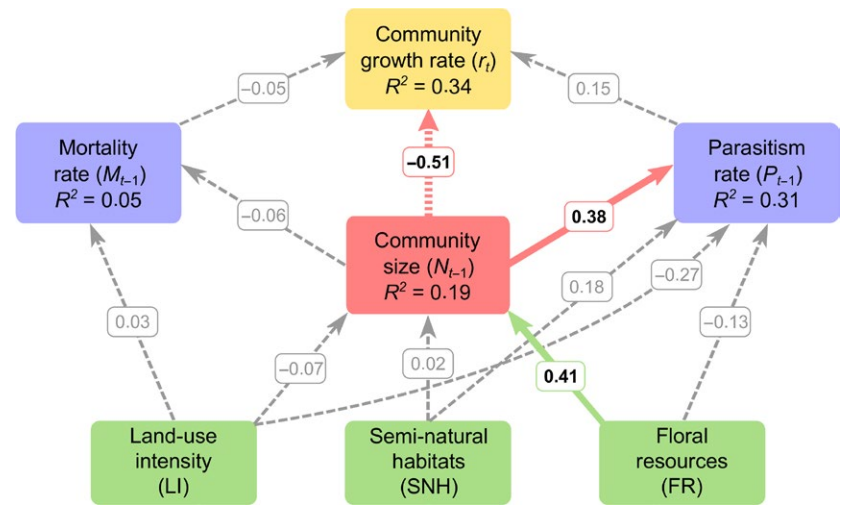 Community
growth rate (rₜ)
R² = 0.34
−0.05
0.15
Mortality
rate (Mₜ₋₁)
R² = 0.05
−0.51
Parasitism
rate (Pₜ₋₁)
R² = 0.31
−0.06
0.38
Community
size (Nₜ₋₁)
R² = 0.19
−0.27
0.18
0.03
−0.13
−0.07
0.02
0.41
Land-use
intensity
(LI)
Semi-natural
habitats
(SNH)
Floral
resources
(FR)